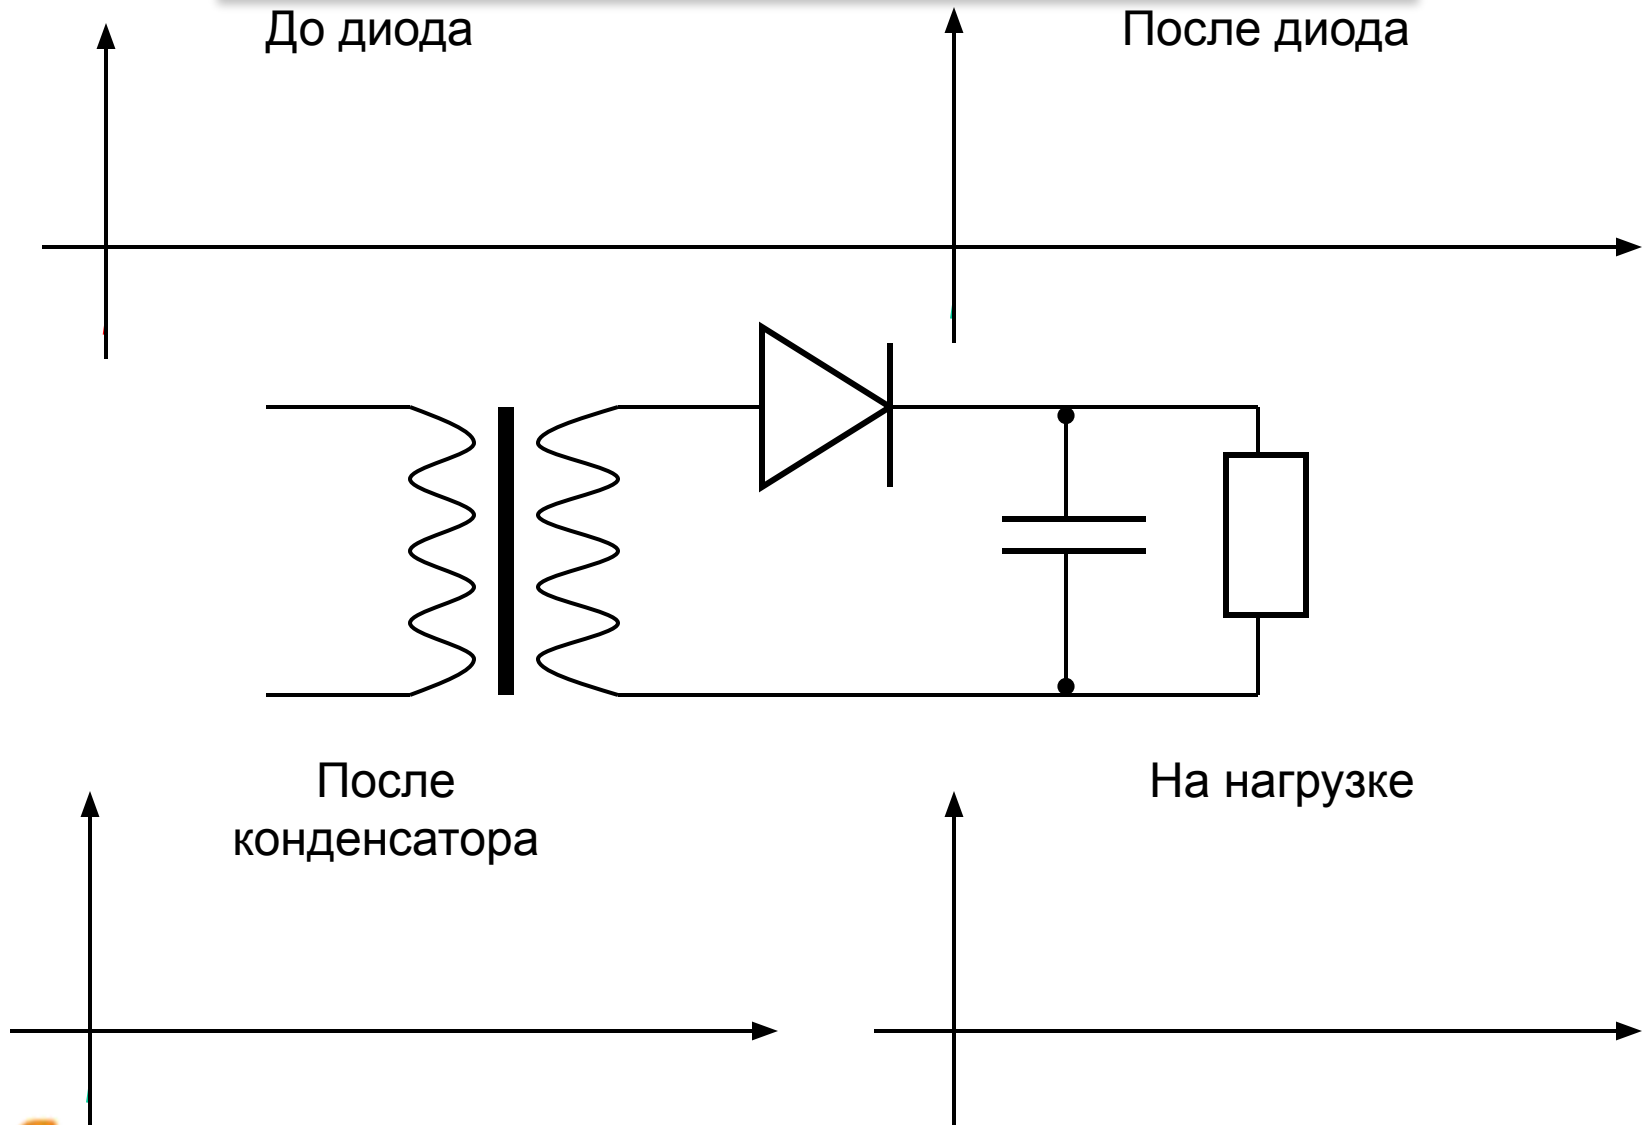 До диода
После диода
После
конденсатора
На нагрузке